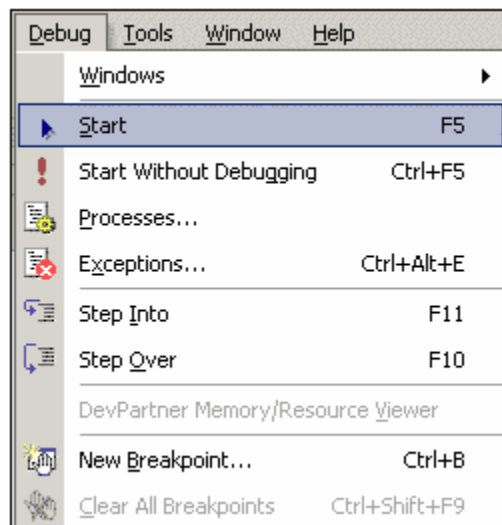 Debug Tools Window Help
Windows
Start F5
Start Without Debugging Ctrl+F5
Processes...
Exceptions... Ctrl+Alt+E
Step Into F11
Step Over F10
DevPartner Memory/Resource Viewer
New Breakpoint... Ctrl+B
Clear All Breakpoints Ctrl+Shift+F9